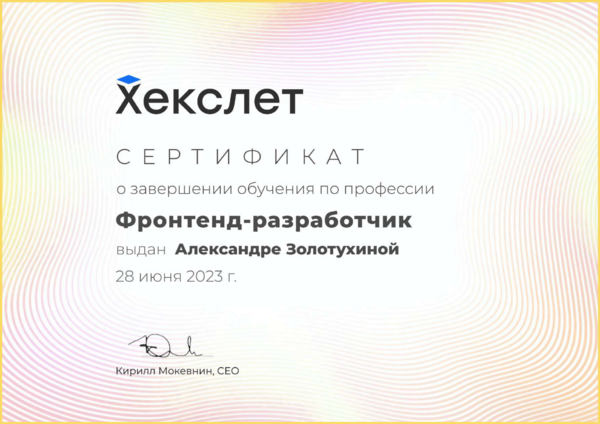 Хекслет
СЕРТИФИКАТ
о завершении обучения по профессии
Фронтенд-разработчик
выдан Александре Золотухиной
28 июня 2023 г.
Кирилл Мокевнин, CEO